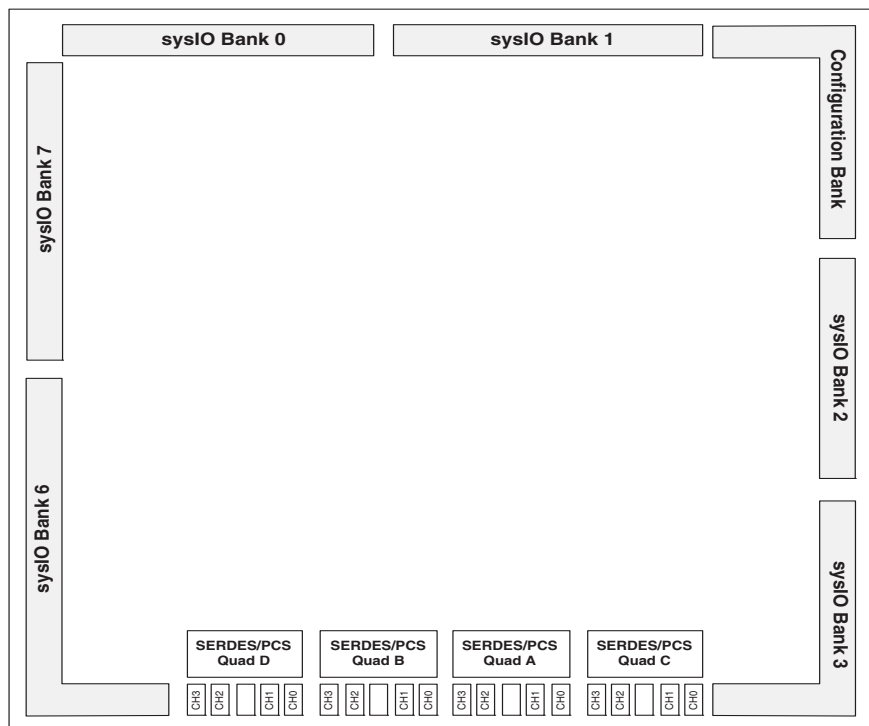 sysIO Bank 0
sysIO Bank 1
Configuration Bank
sysIO Bank 7
sysIO Bank 2
sysIO Bank 6
sysIO Bank 3
SERDES/PCS
Quad D
SERDES/PCS
Quad B
SERDES/PCS
Quad A
SERDES/PCS
Quad C
CH3
CH2
CH1
CH0
CH3
CH2
CH1
CH0
CH3
CH2
CH1
CH0
CH3
CH2
CH1
CH0